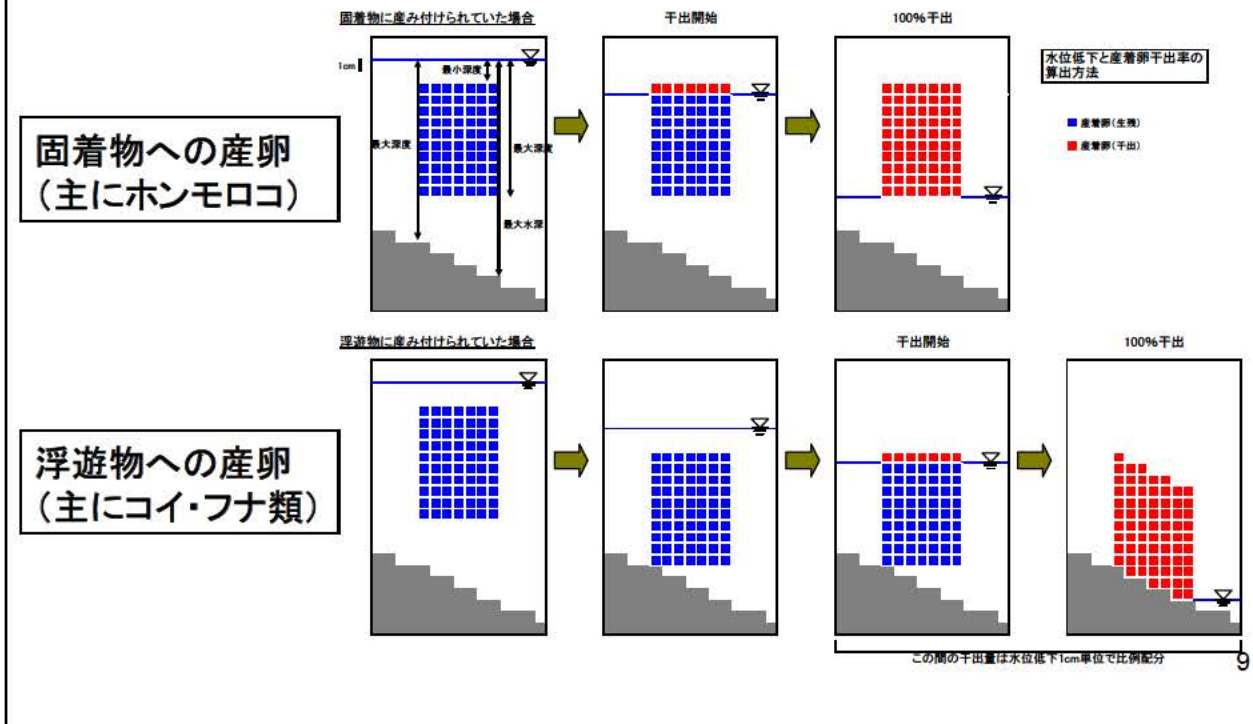 固着物に産み付けられていた場合
干出開始
100%干出
1cm
最小深度
最大深度
最大深度
最大水深
水位低下と産着卵干出率の
算出方法
産着卵(生残)
産着卵(干出)
固着物への産卵
(主にホンモロコ)
浮遊物に産み付けられていた場合
干出開始
100%干出
浮遊物への産卵
(主にコイ・フナ類)
この間の干出量は水位低下1cm単位で比例配分
9